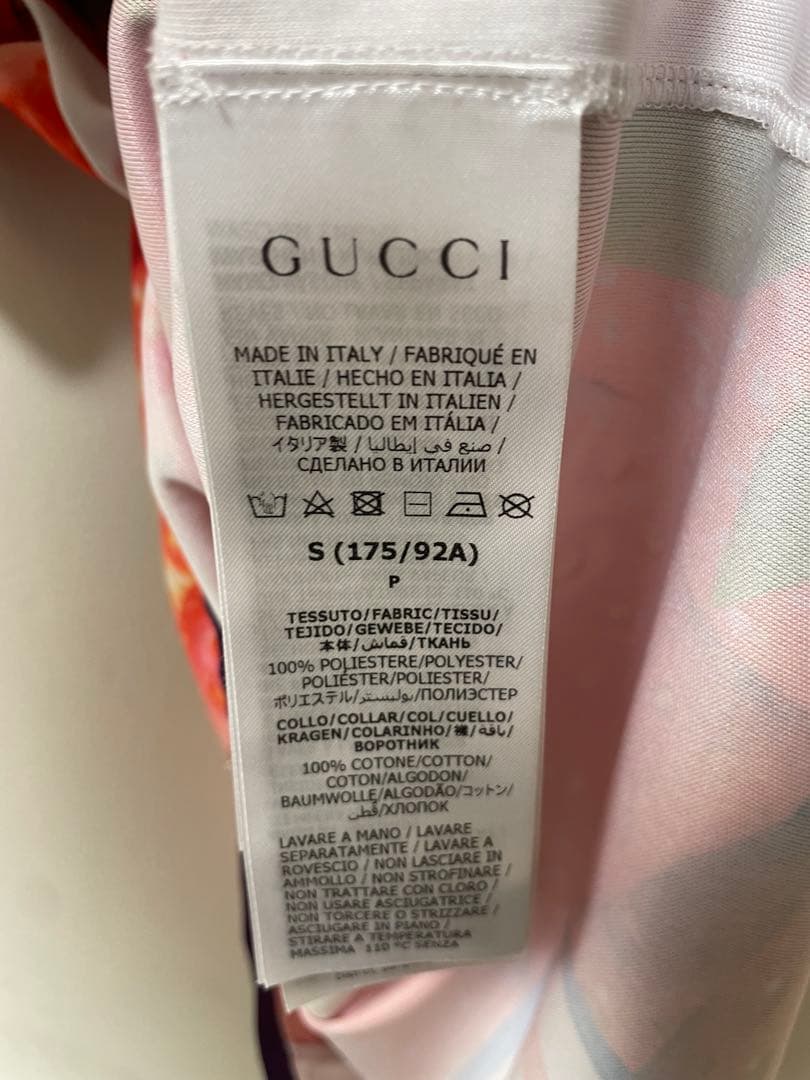 GUCCI
MADE IN ITALY / FABRIQUÉ EN
ITALIE / HECHO EN ITALIA /
HERGESTELLT IN ITALIEN /
FABRICADO EM ITÁLIA /
イタリア製 / صنع في إيطاليا /
СДЕЛАНО В ИТАЛИИ
S (175/92A)
P
TESSUTO/FABRIC/TISSU/
TEJIDO/GEWEBE/TECIDO/
本体/قماش/ТКАНЬ
100% POLIESTERE/POLYESTER/
POLIÉSTER/POLIESTER/
ポリエステル/بوليستر/ПОЛИЭСТЕР
COLLO/COLLAR/COL/CUELLO/
KRAGEN/COLARINHO/襟/ياقة/
ВОРОТНИК
100% COTONE/COTTON/
COTON/ALGODON/
BAUMWOLLE/ALGODÃO/コットン/
قطن/ХЛОПОК
LAVARE A MANO / LAVARE
SEPARATAMENTE / LAVARE A
ROVESCIO / NON LASCIARE IN
AMMOLLO / NON STROFINARE /
NON TRATTARE CON CLORO /
NON USARE ASCIUGATRICE /
NON TORCERE O STRIZZARE /
ASCIUGARE IN PIANO /
STIRARE A TEMPERATURA
MASSIMA 110 °C SENZA